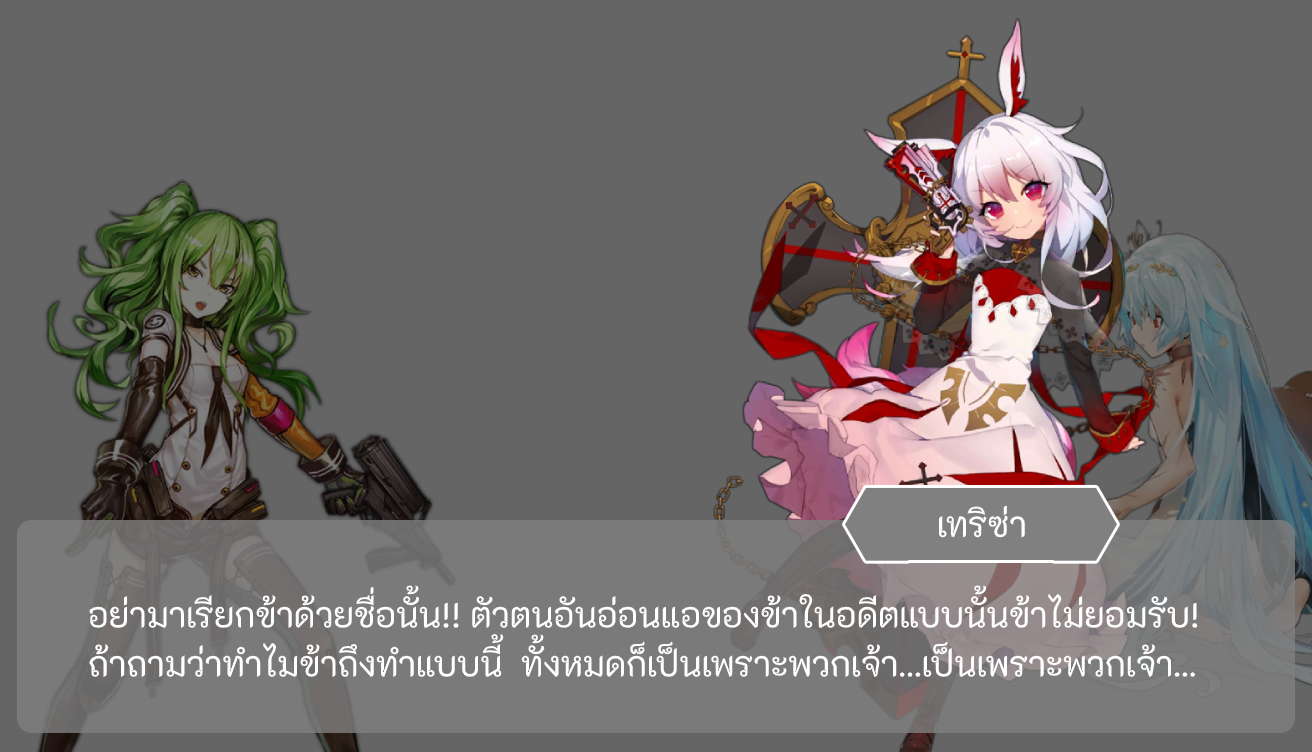 เทริซ่า
อย่ามาเรียกข้าด้วยชื่อนั้น!! ตัวตนอันอ่อนแอของข้าในอดีตแบบนั้นข้าไม่ยอมรับ!
ถ้าถามว่าทำไมข้าถึงทำแบบนี้ ทั้งหมดก็เป็นเพราะพวกเจ้า...เป็นเพราะพวกเจ้า...